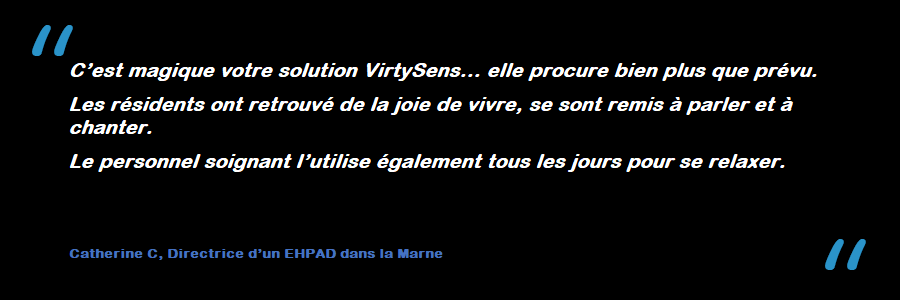 “
C’est magique votre solution VirtySens... elle procure bien plus que prévu.
Les résidents ont retrouvé de la joie de vivre, se sont remis à parler et à
chanter.
Le personnel soignant l’utilise également tous les jours pour se relaxer.
Catherine C, Directrice d’un EHPAD dans la Marne
“